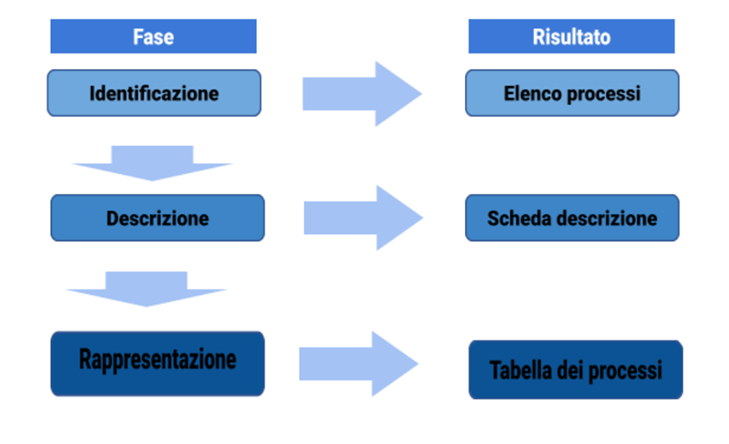 Fase
Risultato
Identificazione
Elenco processi
Descrizione
Scheda descrizione
Rappresentazione
Tabella dei processi